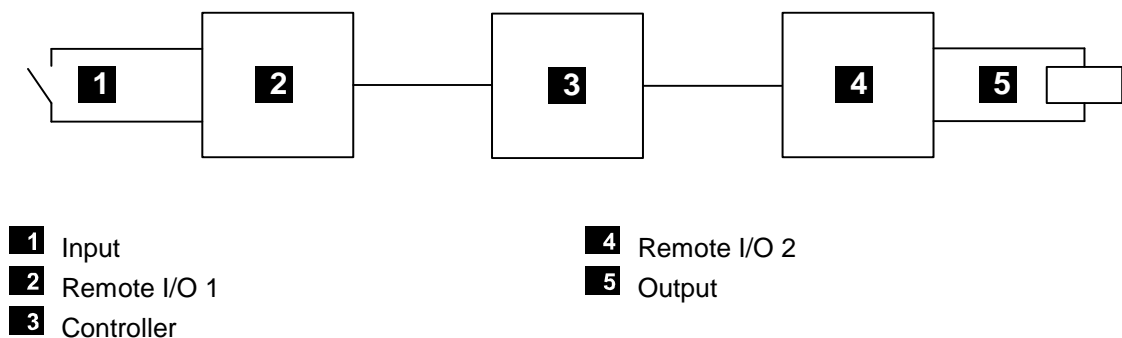 1 2 3 4 5
1 Input
2 Remote I/O 1
3 Controller
4 Remote I/O 2
5 Output